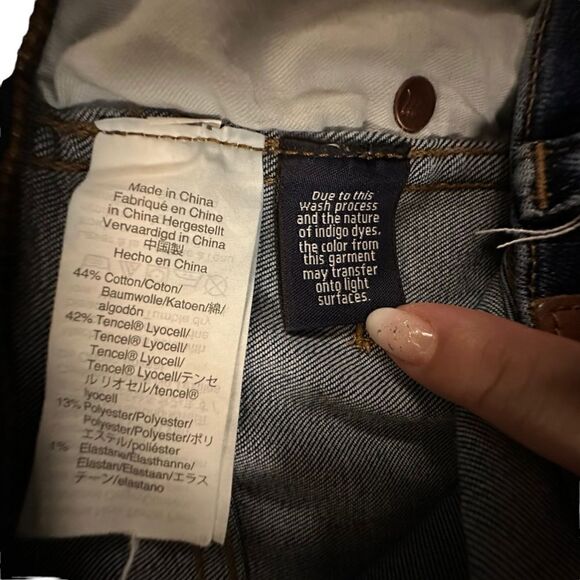 Made in China
Fabriqué en Chine
in China Hergestellt
Vervaardigd in China
中国製
Hecho en China
44% Cotton/Coton/
Baumwolle/Katoen/綿/
algodón
42% Tencel® Lyocell/
Tencel® Lyocell/
Tencel® Lyocell/
Tencel® Lyocell/テンセ
ル リオセル/tencel®
lyocell
13% Polyester/Polyester/
Polyester/Polyester/ポリ
エステル/poliéster
1% Elastane/Élasthanne/
Elastan/Elastaan/エラス
テーン/elastano
Due to this
wash process
and the nature
of indigo dyes.
the color from
this garment
may transfer
onto light
surfaces.